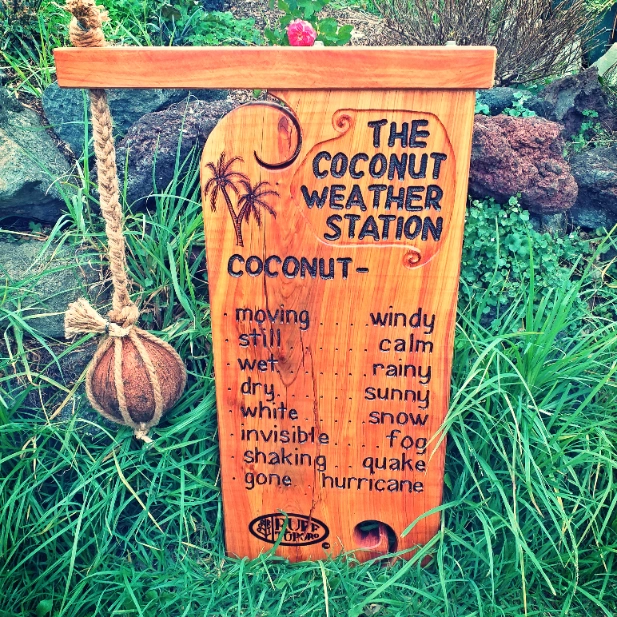 THE
COCONUT
WEATHER
STATION
COCONUT-
· moving . . . . windy
· still . . . . . . . calm
· wet . . . . . . . rainy
· dry . . . . . . . sunny
· white . . . . . snow
· invisible . . . . fog
· shaking . . quake
· gone hurricane
RUFF